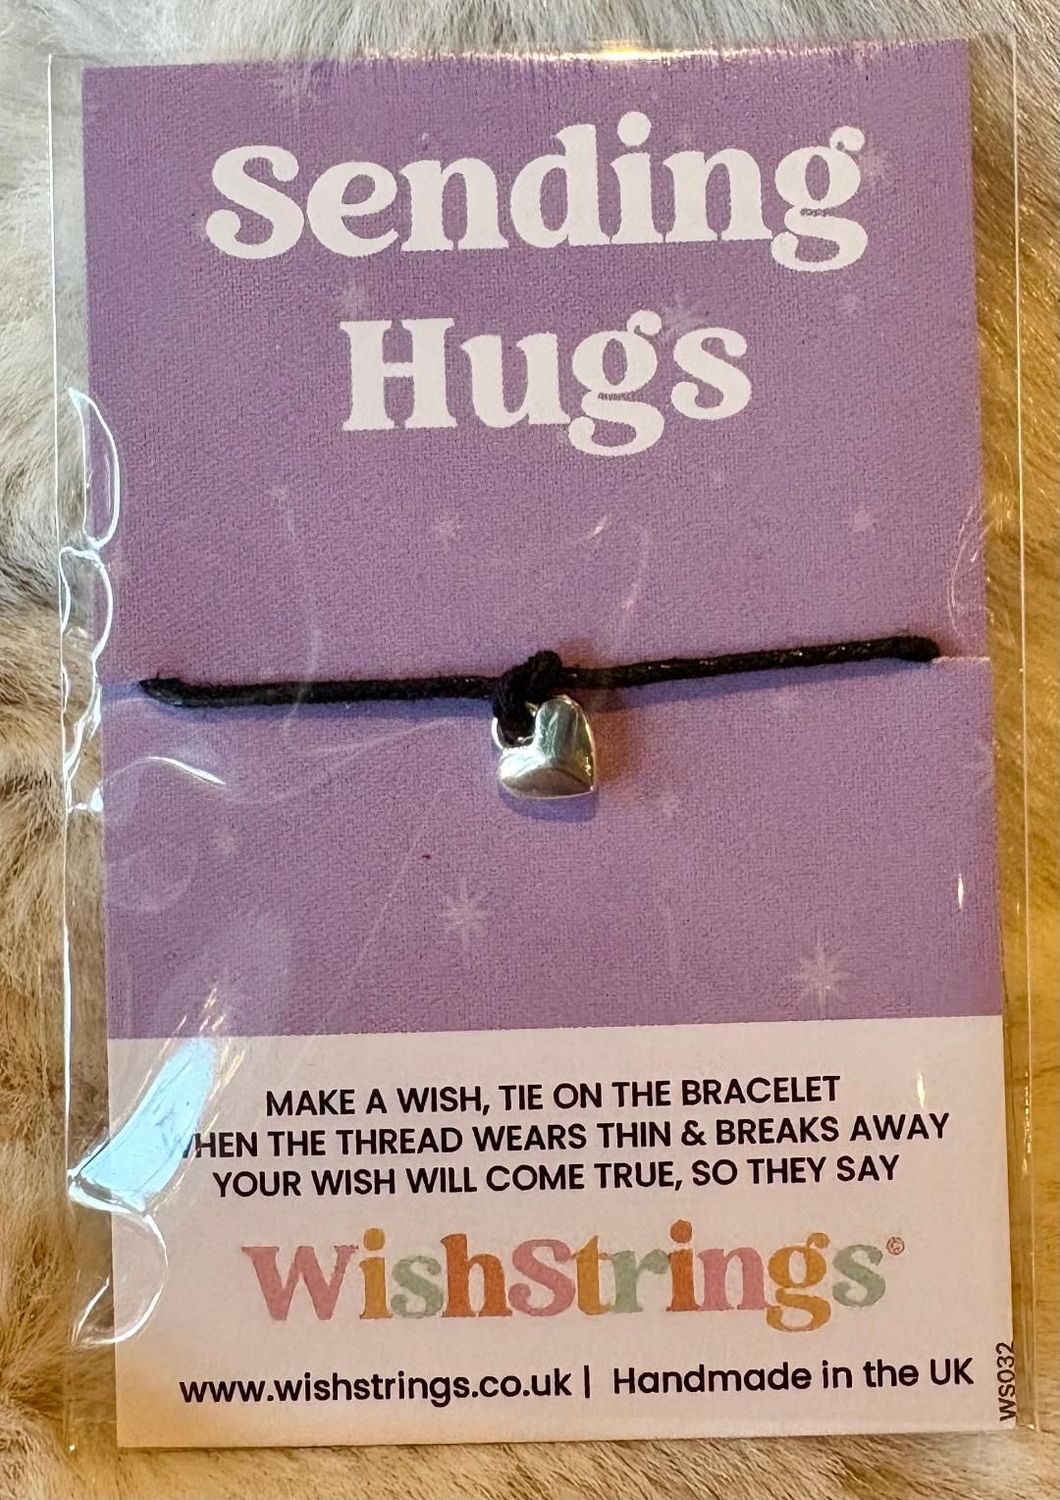 Sending
Hugs
MAKE A WISH, TIE ON THE BRACELET
WHEN THE THREAD WEARS THIN & BREAKS AWAY
YOUR WISH WILL COME TRUE, SO THEY SAY
WishStrings©
www.wishstrings.co.uk | Handmade in the UK
WS032